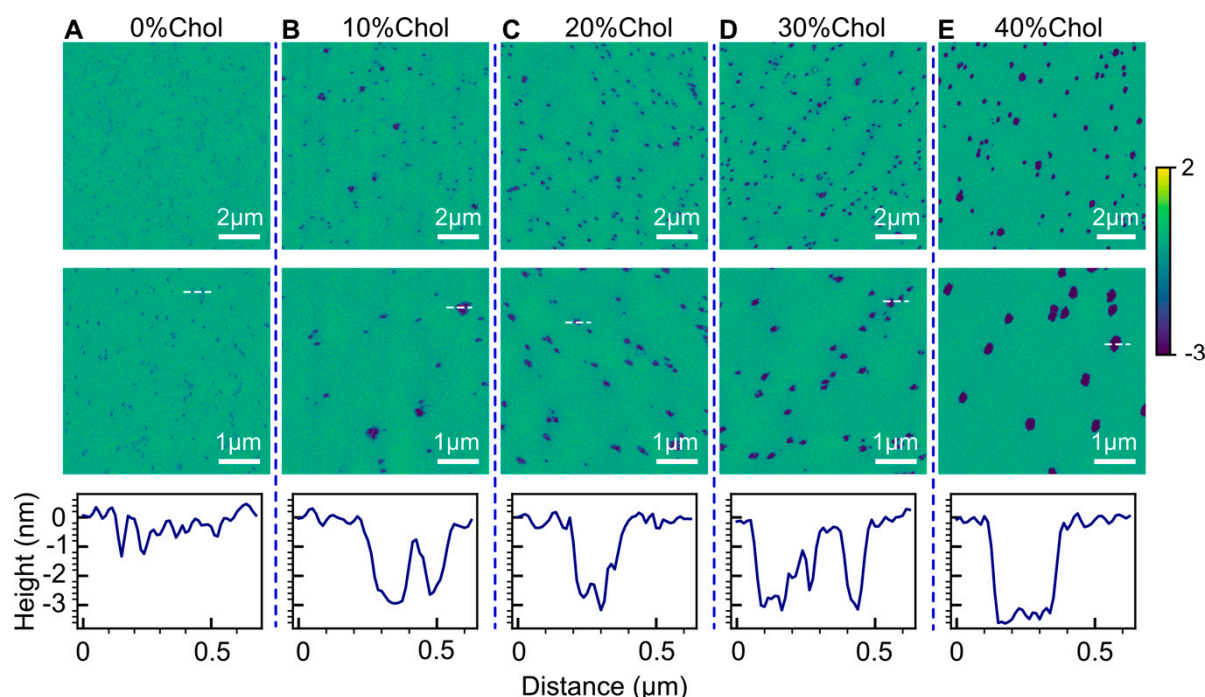 A 0%Chol B 10%Chol C 20%Chol D 30%Chol E 40%Chol
2μm 2μm 2μm 2μm 2μm
2
-3
1μm 1μm 1μm 1μm 1μm
Height (nm)
0
-1
-2
-3
0 0.5 0 0.5 0 0.5 0 0.5 0 0.5
Distance (μm)